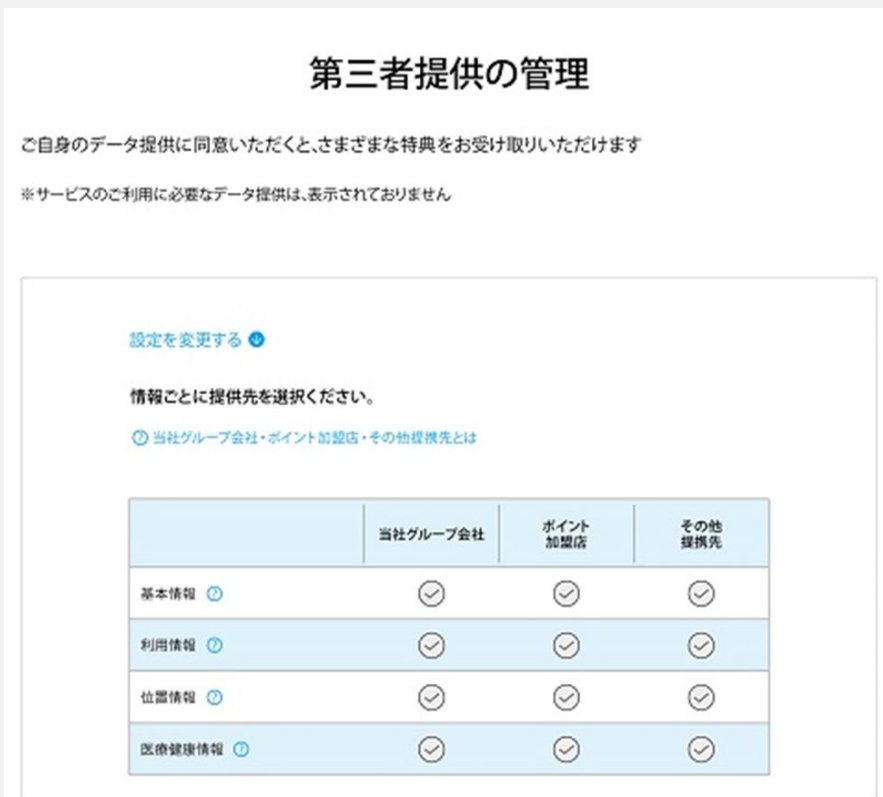 第三者提供の管理
ご自身のデータ提供に同意いただくと、さまざまな特典をお受け取りいただけます
※サービスのご利用に必要なデータ提供は、表示されておりません
設定を変更する
情報ごとに提供先を選択ください。
当社グループ会社・ポイント加盟店・その他提携先とは
当社グループ会社
ポイント
加盟店
その他
提携先
基本情報
利用情報
位置情報
医療健康情報